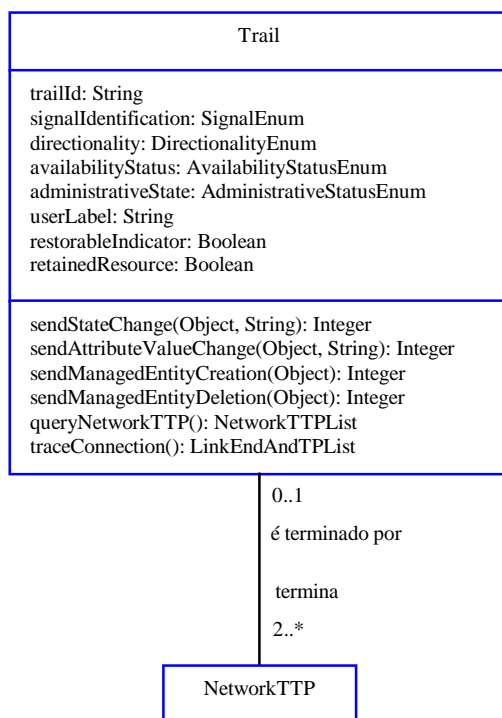 Trail
trailId: String
signalIdentification: SignalEnum
directionality: DirectionalityEnum
availabilityStatus: AvailabilityStatusEnum
administrativeState: AdministrativeStatusEnum
userLabel: String
restorableIndicator: Boolean
retainedResource: Boolean
sendStateChange(Object, String): Integer
sendAttributeValueChange(Object, String): Integer
sendManagedEntityCreation(Object): Integer
sendManagedEntityDeletion(Object): Integer
queryNetworkTTP(): NetworkTTPList
traceConnection(): LinkEndAndTPList
0..1
é terminado por
termina
2..*
NetworkTTP